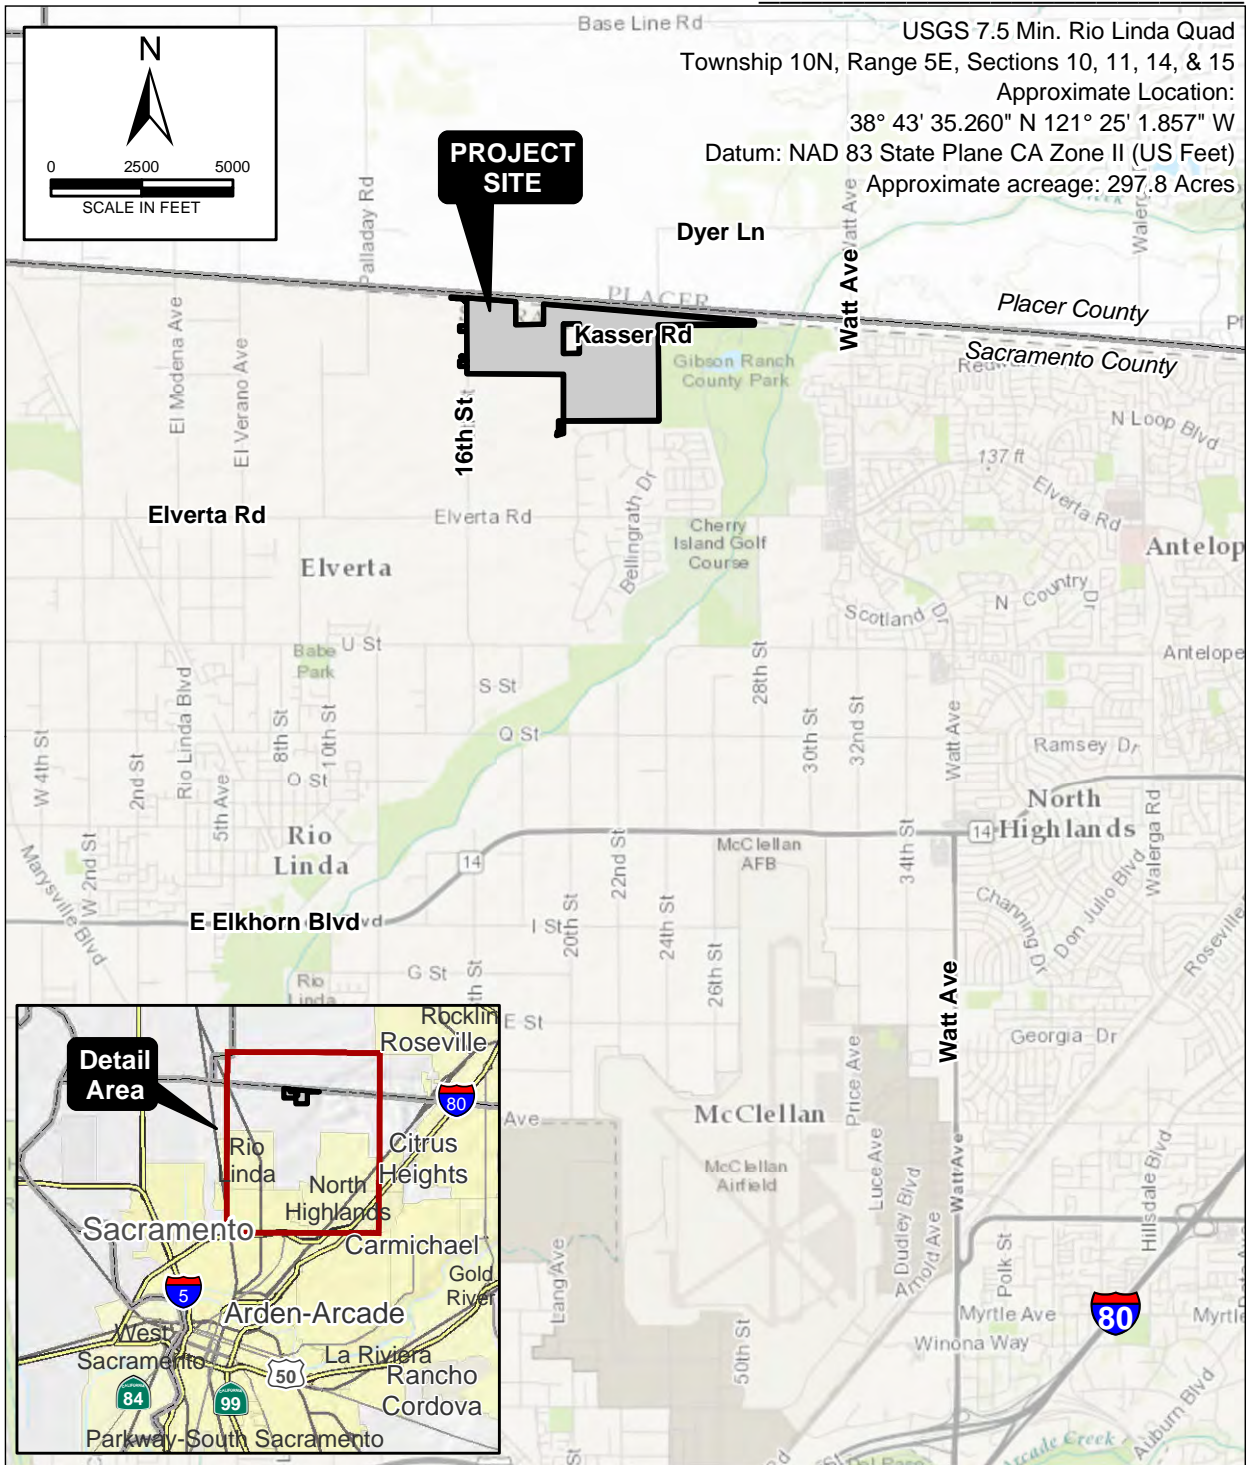 Base Line Rd
USGS 7.5 Min. Rio Linda Quad
Township 10N, Range 5E, Sections 10, 11, 14, & 15
Approximate Location:
38° 43' 35.260" N 121° 25' 1.857" W
Datum: NAD 83 State Plane CA Zone II (US Feet)
Approximate acreage: 297.8 Acres
N
0 2500 5000
SCALE IN FEET
PROJECT
SITE
Palladay Rd
Dyer Ln
Watt Ave
Watt Ave
PLACER
Placer County
Sacramento County
Kasser Rd
Gibson Ranch
County Park
El Modena Ave
El Verano Ave
16th St
N Loop Blvd
137 ft
Elverta Rd
Elverta Rd
Elverta Rd
Bellingrath Dr
Cherry
Island Golf
Course
Elverta
Antelop
Scotland Dr
N Country Dr
U St
Babe
Park
Antelope
S St
28th St
Q St
W 4th St
2nd St
Rio Linda Blvd
8th St
10th St
O St
5th Ave
30th St
32nd St
Watt Ave
Ramsey Dr
North
Highlands
14
Rio
Linda
14
McClellan
AFB
34th St
Walerga Rd
Marysville Blvd
W 2nd St
22nd St
E Elkhorn Blvd
I St
20th St
24th St
26th St
Channing Dr
Don Julio Blvd
Roseville
G St
Rio
Linda
E St
Watt Ave
Georgia Dr
Price Ave
Ave
McClellan
McClellan
Airfield
Luce Ave
Dudley Blvd
Arnold Ave
Watt Ave
Hillsdale Blvd
Polk St
Lang Ave
50th St
Myrtle Ave
Myrtle
Winona Way
80
Auburn Blvd
Arcade Creek
Detail
Area
Rocklin
Roseville
80
Rio
Linda
Citrus
Heights
North
Highlands
Sacramento
Carmichael
Gold
River
5
Arden-Arcade
West
Sacramento
La Riviera
50
Rancho
Cordova
84
99
Parkway-South Sacramento